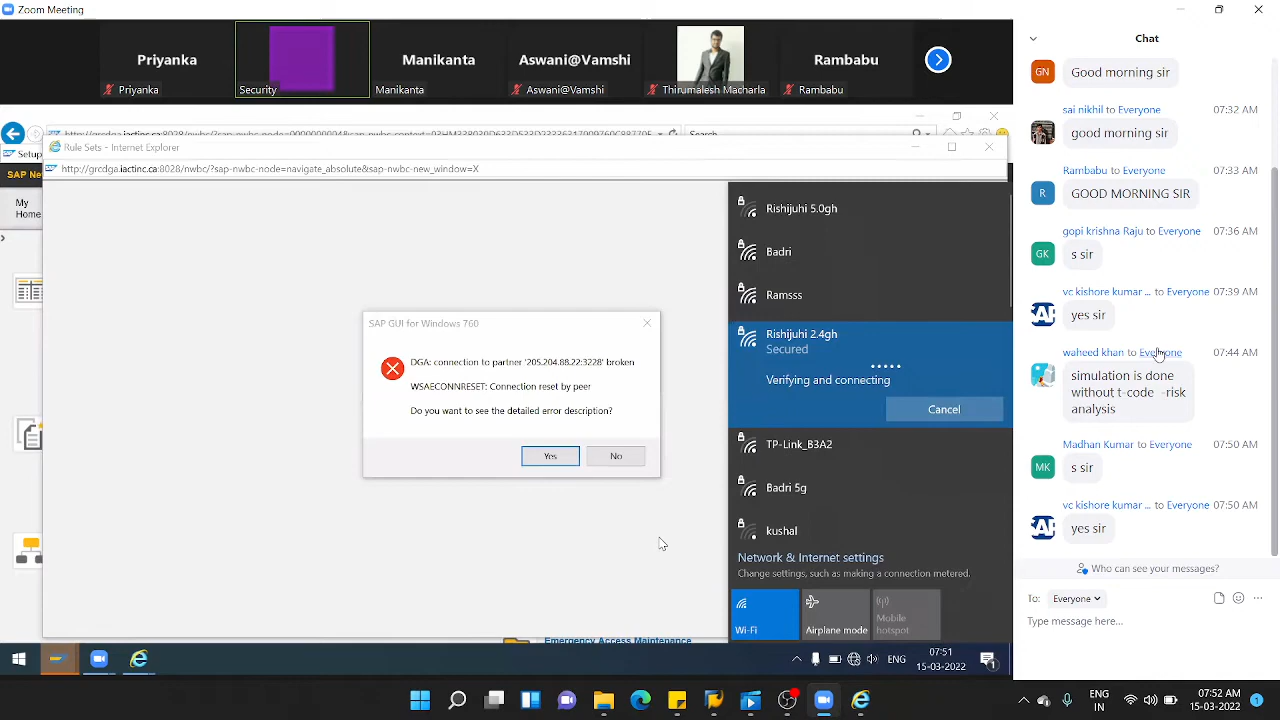 Zoom Meeting
Priyanka
Manikanta
Aswani@Vamshi
Rambabu
Priyanka
Security
Manikanta
Aswani@Vamshi
Thirumalesh Macharla
Rambabu
Search...
Setup
Rule Sets - Internet Explorer
http://grcdga.iactinc.ca:8028/nwbc/?sap-nwbc-node=navigate_absolute&sap-nwbc-new_window=X
SAP Ne
My
Home
SAP GUI for Windows 760
DGA: connection to partner '205.204.88.22:3228' broken
WSAECONNRESET: Connection reset by peer
Do you want to see the detailed error description?
Yes
No
Emergency Access Maintenance
Rishijuhi 5.0gh
Badri
Ramsss
Rishijuhi 2.4gh
Secured
Verifying and connecting
Cancel
TP-Link_B3A2
Badri 5g
kushal
Network & Internet settings
Change settings, such as making a connection metered.
Wi-Fi
Airplane mode
Mobile
hotspot
ENG
07:51
15-03-2022
1
Chat
GN
Good morning sir
sai nikhil to Everyone 07:32 AM
good morning sir
Rambabu to Everyone 07:33 AM
R
GOOD MORNING SIR
gopi krishna Raju to Everyone 07:36 AM
GK
s sir
vc kishore kumar ... to Everyone 07:39 AM
SAP
yes sir
waheed khan to Everyone 07:44 AM
simulation is done
without t-code -risk
analysis
Madhan Kumar to Everyone 07:50 AM
MK
s sir
vc kishore kumar ... to Everyone 07:50 AM
SAP
yes sir
Who can see your messages?
To: Everyone
Type message here...
ENG
IN
07:52 AM
15-03-2022
1